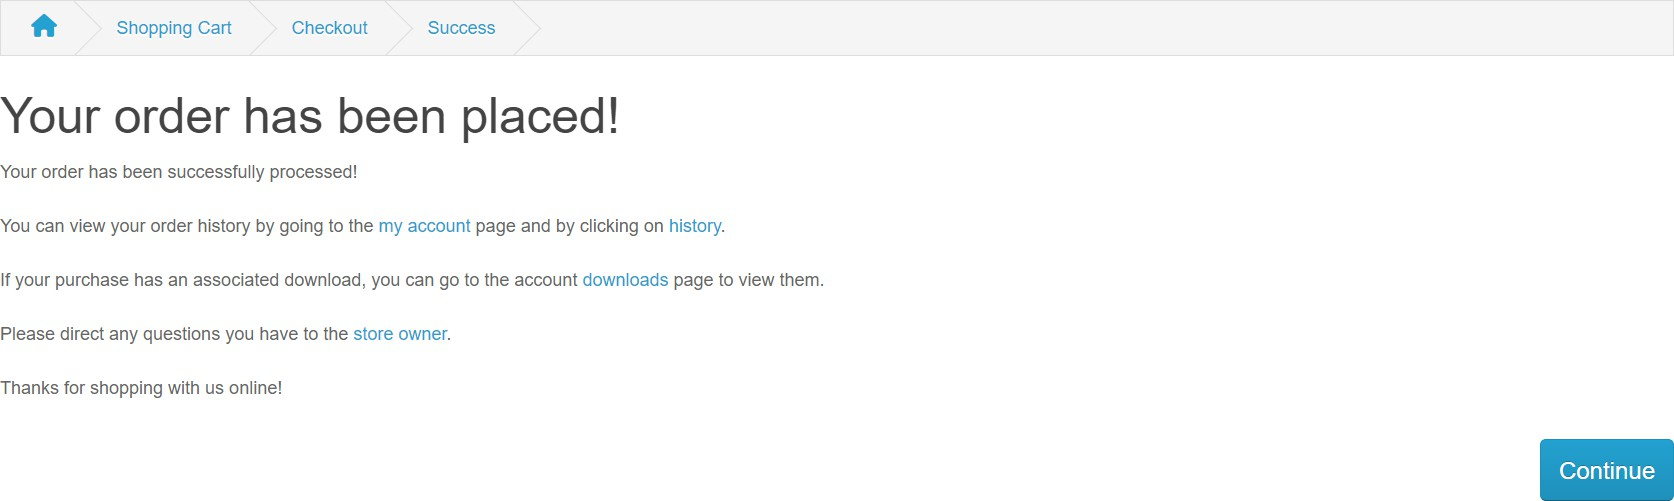 Shopping Cart Checkout Success
Your order has been placed!
Your order has been successfully processed!
You can view your order history by going to the my account page and by clicking on history.
If your purchase has an associated download, you can go to the account downloads page to view them.
Please direct any questions you have to the store owner.
Thanks for shopping with us online!
Continue